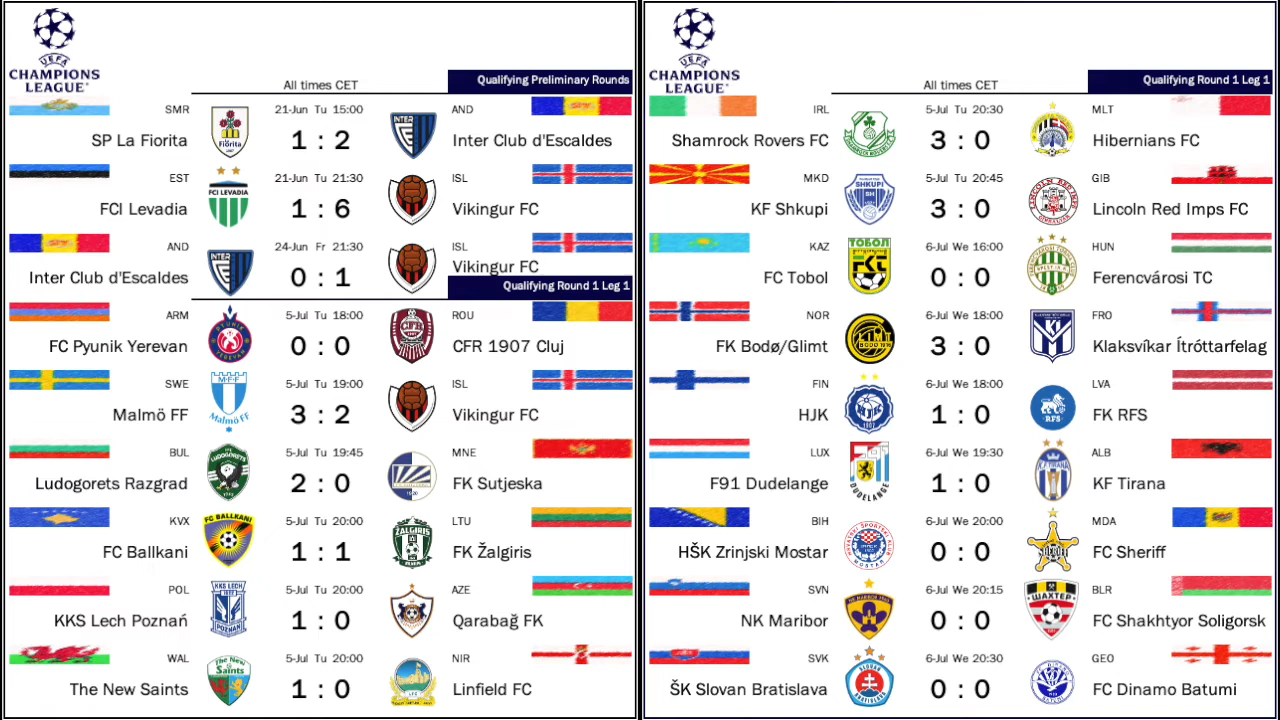 UEFA
CHAMPIONS
LEAGUE
All times CET
Qualifying Preliminary Rounds
SMR 21-Jun Tu 15:00 AND
SP La Fiorita 1 : 2 Inter Club d'Escaldes
EST 21-Jun Tu 21:30 ISL
FCI Levadia 1 : 6 Vikingur FC
AND 24-Jun Fr 21:30 ISL
Inter Club d'Escaldes 0 : 1 Vikingur FC
Qualifying Round 1 Leg 1
ARM 5-Jul Tu 18:00 ROU
FC Pyunik Yerevan 0 : 0 CFR 1907 Cluj
SWE 5-Jul Tu 19:00 ISL
Malmö FF 3 : 2 Vikingur FC
BUL 5-Jul Tu 19:45 MNE
Ludogorets Razgrad 2 : 0 FK Sutjeska
KVX 5-Jul Tu 20:00 LTU
FC Ballkani 1 : 1 FK Žalgiris
POL 5-Jul Tu 20:00 AZE
KKS Lech Poznań 1 : 0 Qarabağ FK
WAL 5-Jul Tu 20:00 NIR
The New Saints 1 : 0 Linfield FC
UEFA
CHAMPIONS
LEAGUE
All times CET
Qualifying Round 1 Leg 1
IRL 5-Jul Tu 20:30 MLT
Shamrock Rovers FC 3 : 0 Hibernians FC
MKD 5-Jul Tu 20:45 GIB
KF Shkupi 3 : 0 Lincoln Red Imps FC
KAZ 6-Jul We 16:00 HUN
FC Tobol 0 : 0 Ferencvárosi TC
NOR 6-Jul We 18:00 FRO
FK Bodø/Glimt 3 : 0 Klaksvíkar Ítróttarfelag
FIN 6-Jul We 18:00 LVA
HJK 1 : 0 FK RFS
LUX 6-Jul We 19:30 ALB
F91 Dudelange 1 : 0 KF Tirana
BIH 6-Jul We 20:00 MDA
HŠK Zrinjski Mostar 0 : 0 FC Sheriff
SVN 6-Jul We 20:15 BLR
NK Maribor 0 : 0 FC Shakhtyor Soligorsk
SVK 6-Jul We 20:30 GEO
ŠK Slovan Bratislava 0 : 0 FC Dinamo Batumi